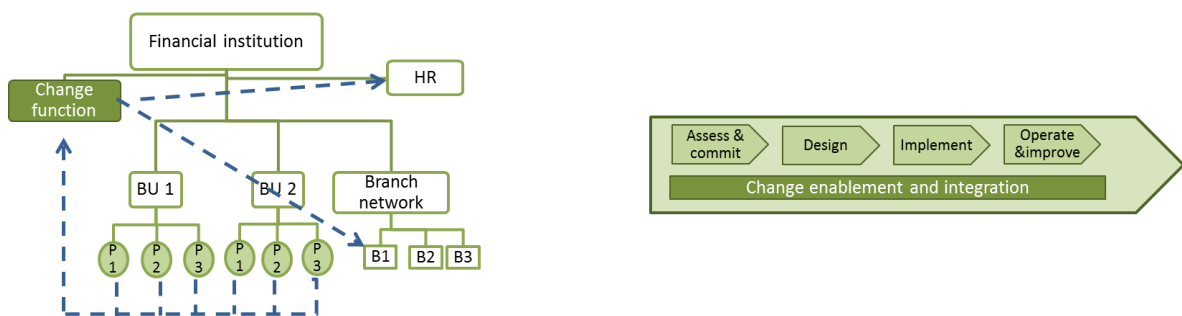 Financial institution
HR
Change
function
BU 1
BU 2
Branch
network
P
1
P
2
P
3
P
1
P
2
P
3
B1
B2
B3
Assess &
commit
Design
Implement
Operate
&improve
Change enablement and integration